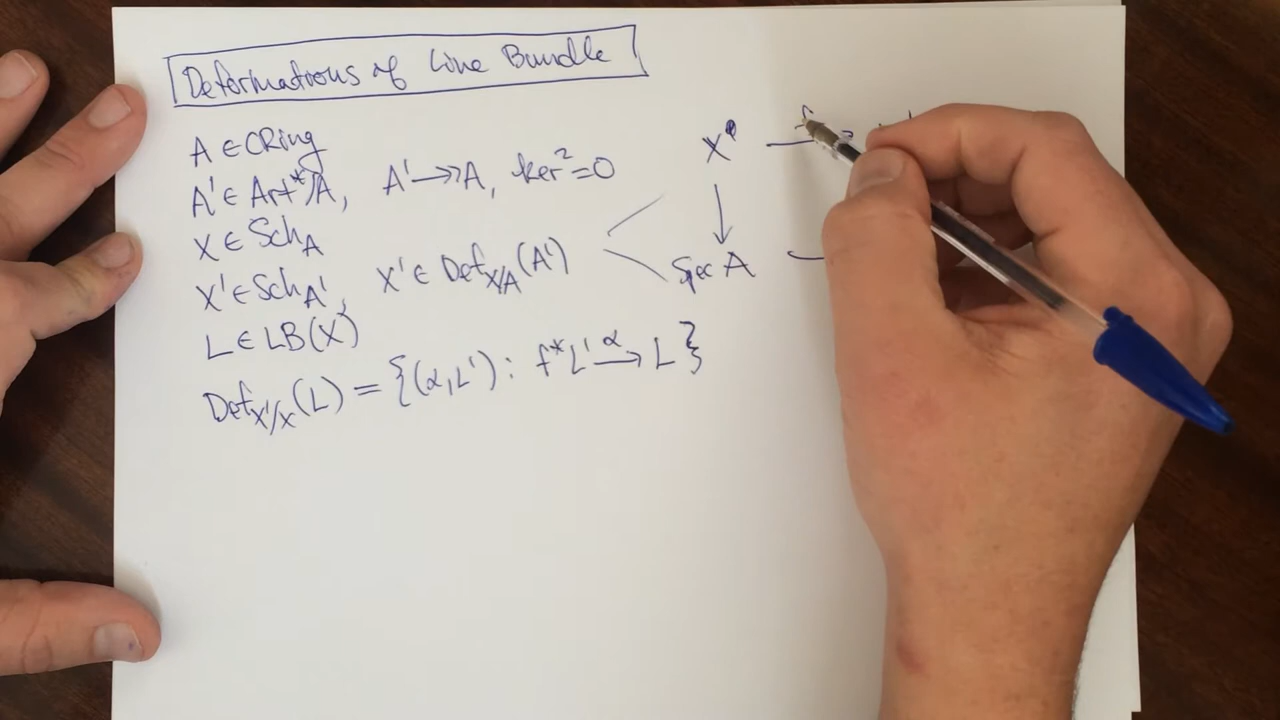 Deformations of Line Bundle
A ∈ CRing
A' ∈ Art*/A, A' ↠ A, ker²=0
X ∈ Sch_A
X' ∈ Sch_A', X' ∈ Def_X/A(A')
L ∈ LB(X)
Def_X'/X(L) = {(α,L') : f*L' →^α L}
X f
↓
Spec A